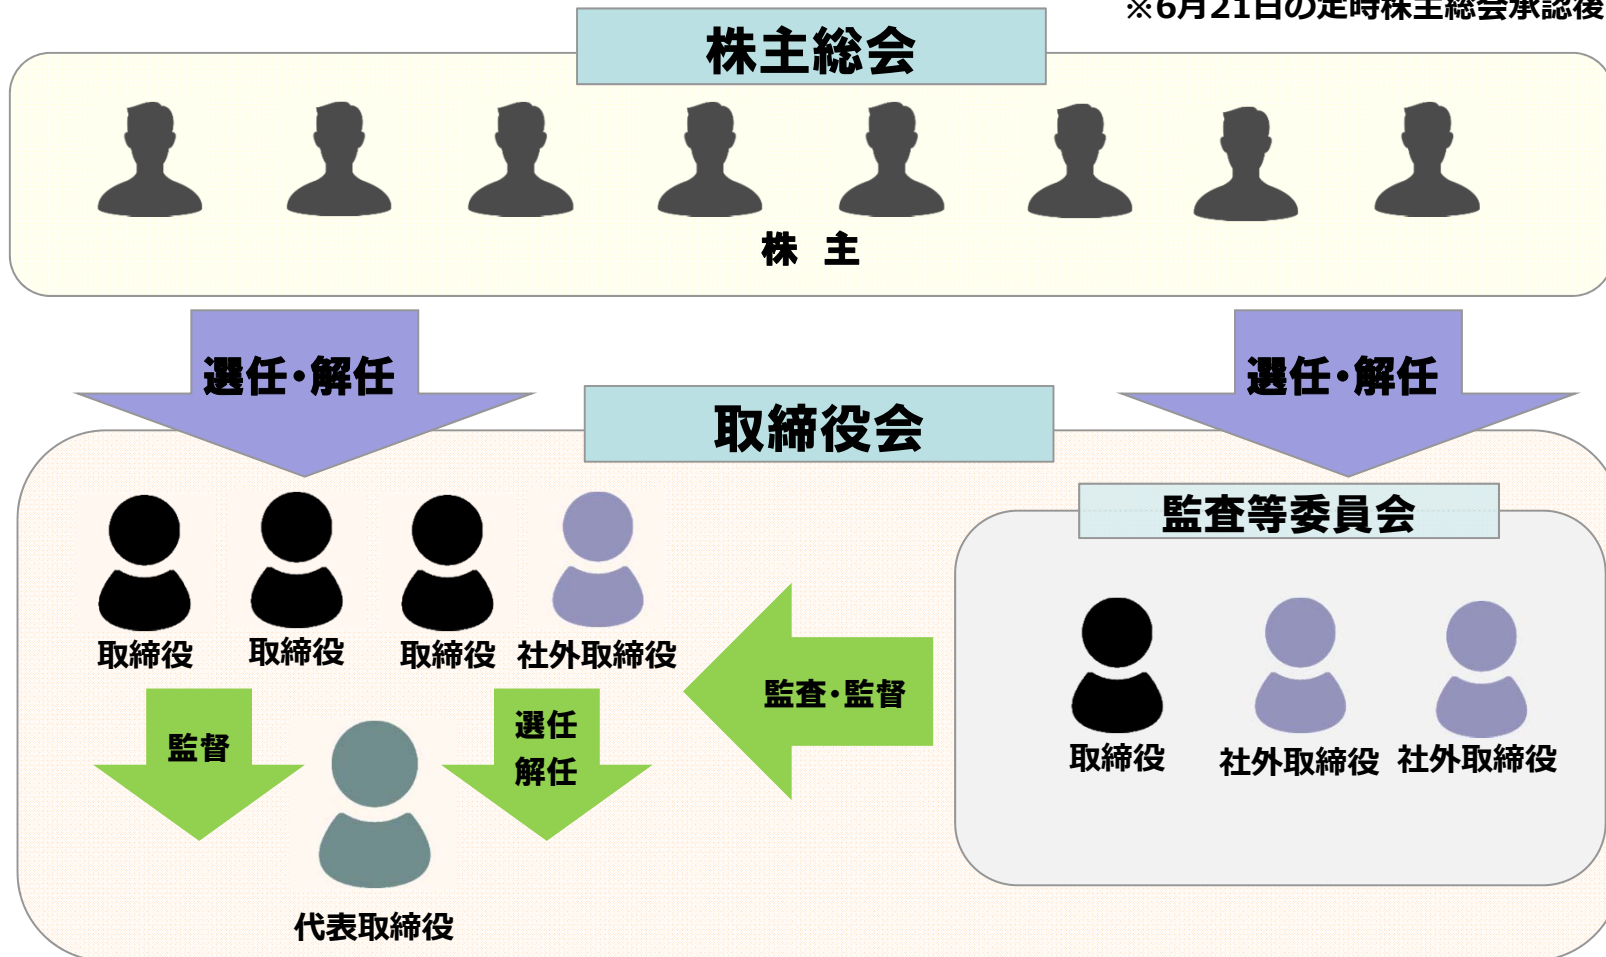 ※6月21日の定時株主総会承認後
株主総会
株 主
選任・解任
選任・解任
取締役会
監査等委員会
取締役
取締役
取締役
社外取締役
監査・監督
取締役
社外取締役
社外取締役
監督
選任
解任
代表取締役